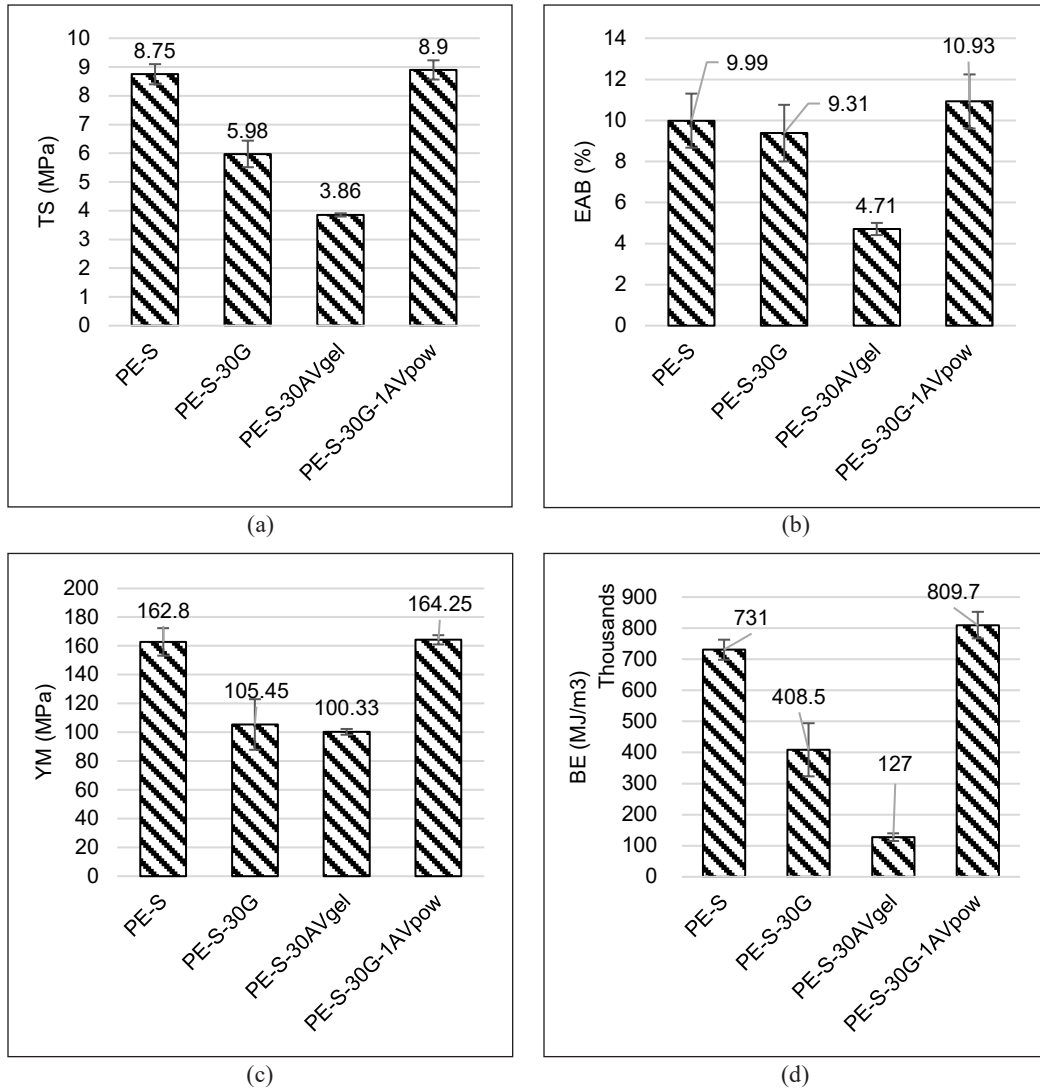 10
9
8
7
6
5
4
3
2
1
0
TS (MPa)
8.75
5.98
3.86
8.9
PE-S
PE-S-30G
PE-S-30AVgel
PE-S-30G-1AVpow
(a)
14
12
10
8
6
4
2
0
EAB (%)
9.99
9.31
4.71
10.93
PE-S
PE-S-30G
PE-S-30AVgel
PE-S-30G-1AVpow
(b)
200
180
160
140
120
100
80
60
40
20
0
YM (MPa)
162.8
105.45
100.33
164.25
PE-S
PE-S-30G
PE-S-30AVgel
PE-S-30G-1AVpow
(c)
900
800
700
600
500
400
300
200
100
0
Thousands
BE (MJ/m3)
731
408.5
127
809.7
PE-S
PE-S-30G
PE-S-30AVgel
PE-S-30G-1AVpow
(d)